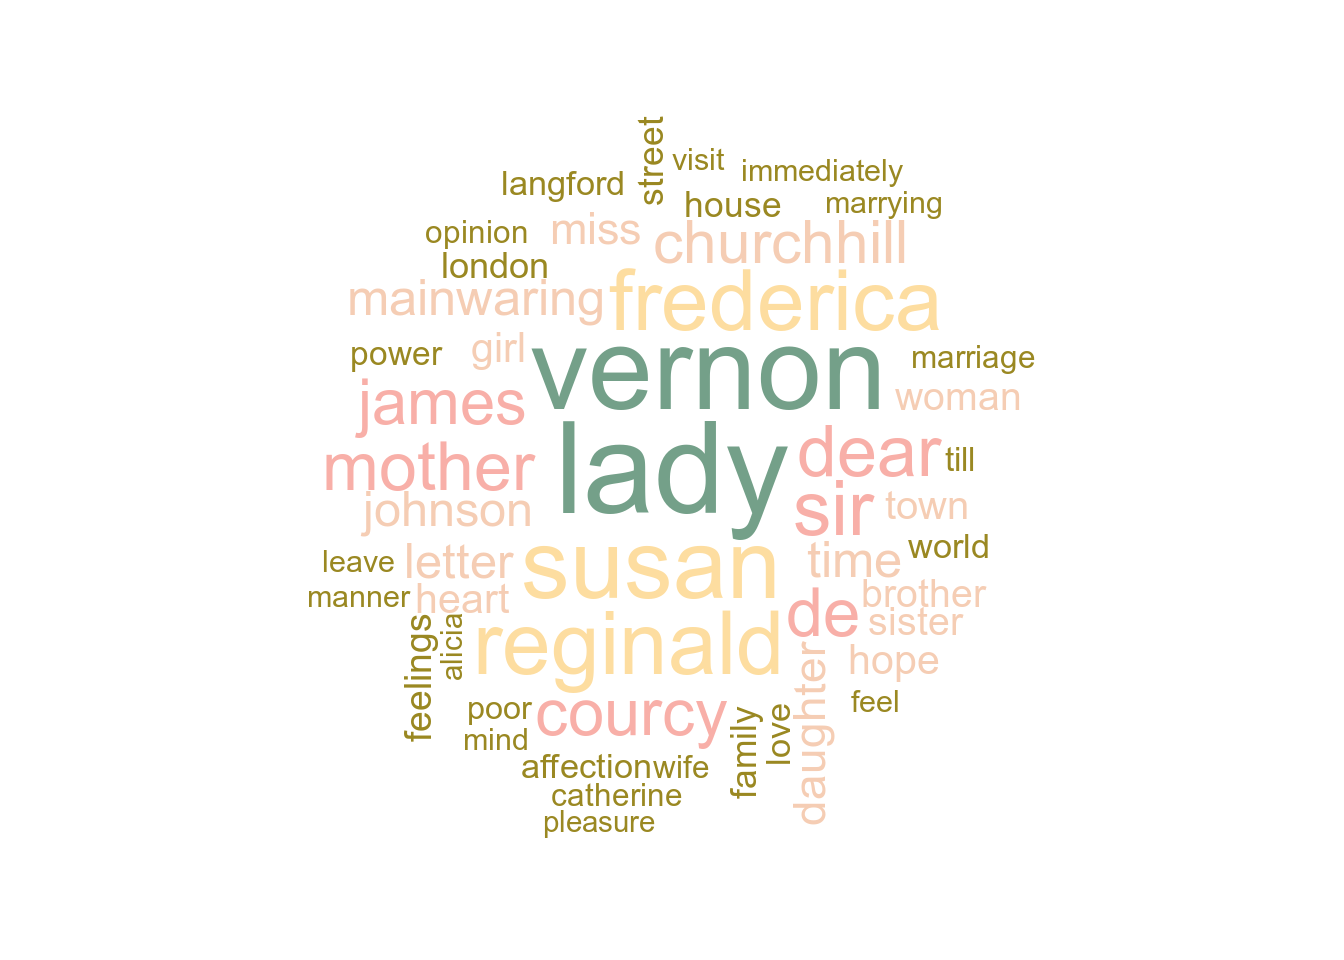 street
visit
immediately
langford
house
marrying
opinion
miss
churchhill
london
mainwaring
frederica
power
girl
vernon
marriage
james
woman
mother
lady
dear
till
johnson
sir
town
leave
letter
susan
time
world
manner
heart
de
brother
sister
feelings
alicia
reginald
daughter
hope
poor
courcy
family
love
feel
mind
affection
wife
catherine
pleasure